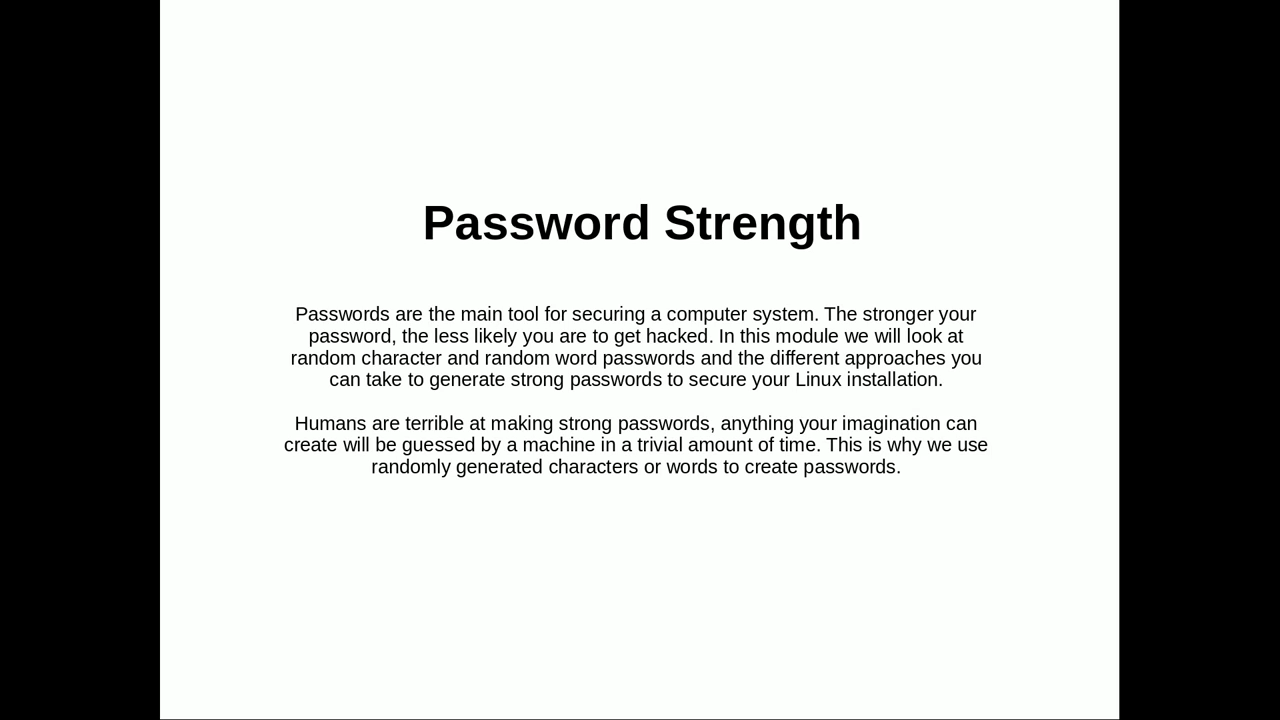 Password Strength
Passwords are the main tool for securing a computer system. The stronger your
password, the less likely you are to get hacked. In this module we will look at
random character and random word passwords and the different approaches you
can take to generate strong passwords to secure your Linux installation.
Humans are terrible at making strong passwords, anything your imagination can
create will be guessed by a machine in a trivial amount of time. This is why we use
randomly generated characters or words to create passwords.